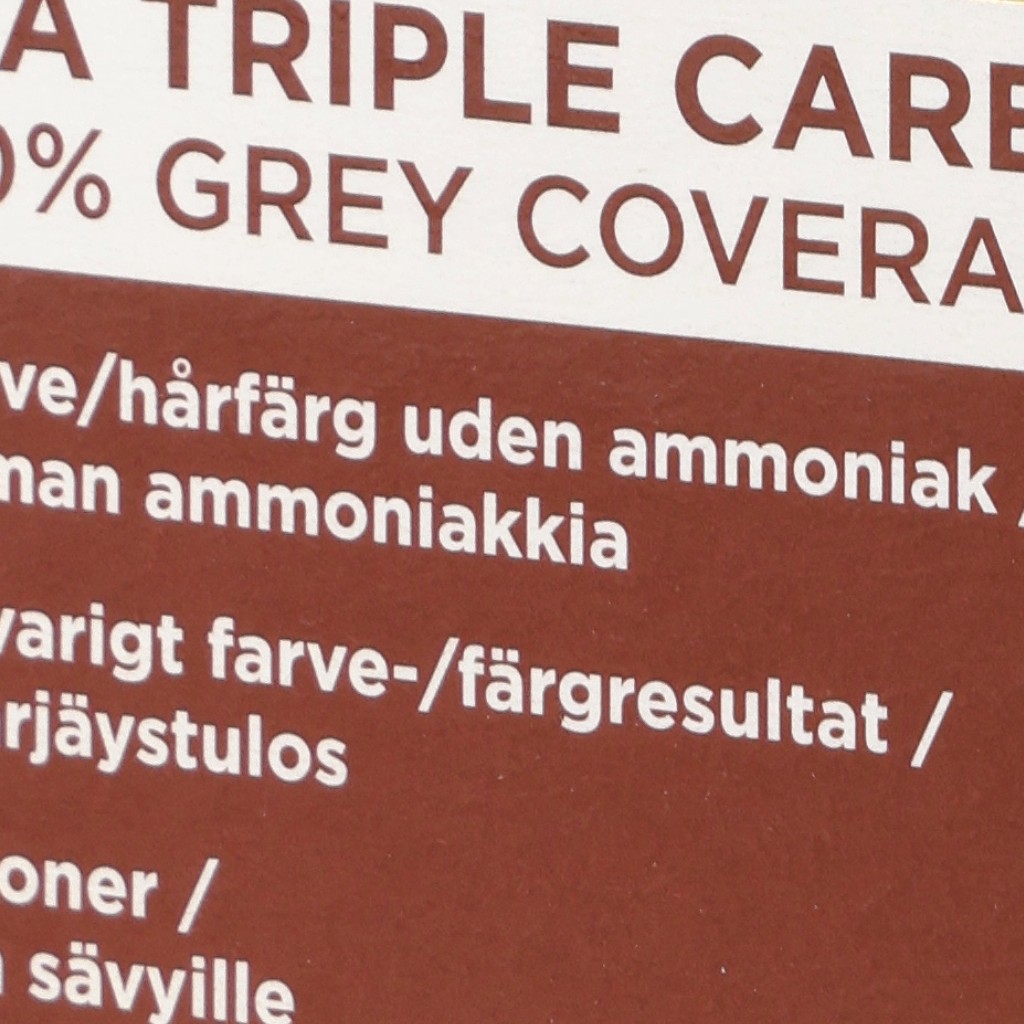 A TRIPLE CARE
0% GREY COVERA
ve/hårfärg uden ammoniak /
man ammoniakkia
varigt farve-/färgresultat /
rjäystulos
oner /
sävyille